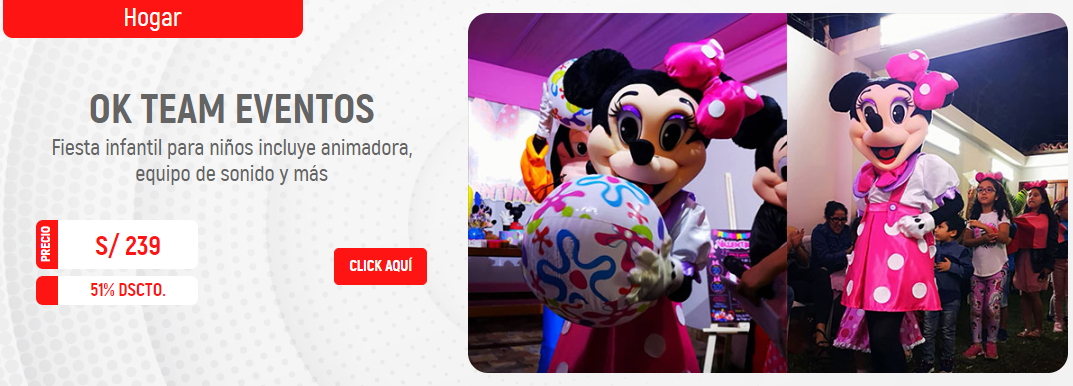 Hogar
OK TEAM EVENTOS
Fiesta infantil para niños incluye animadora,
equipo de sonido y más
PRECIO
S/ 239
51% DSCTO.
CLICK AQUÍ